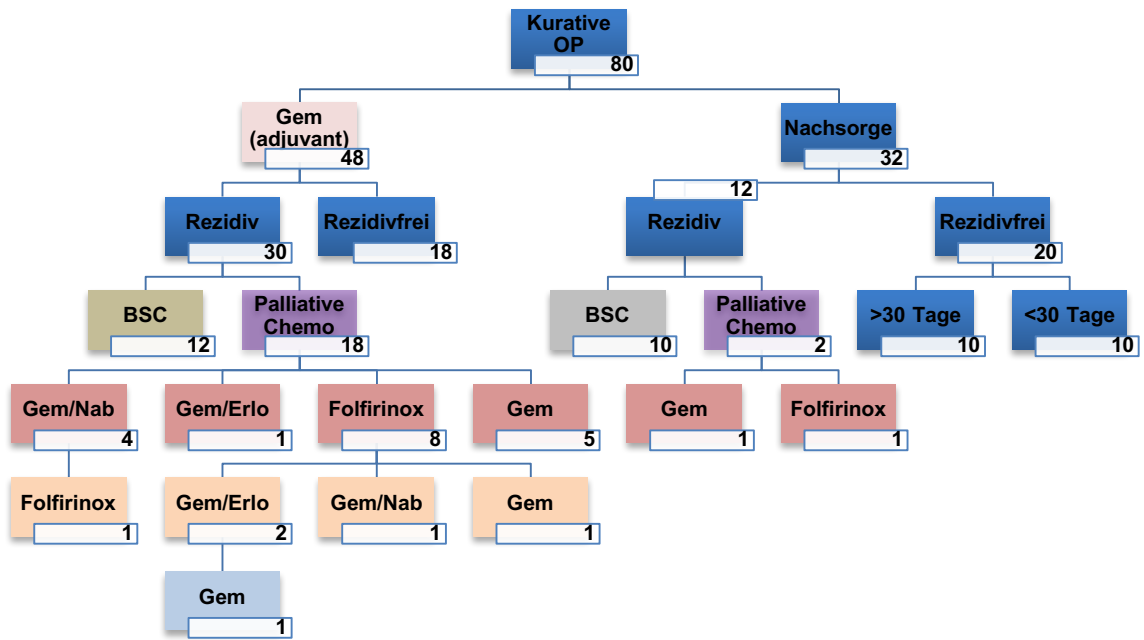 Kurative
OP
80
Gem
(adjuvant)
48
Nachsorge
32
Rezidiv
30
Rezidivfrei
18
12
Rezidiv
Rezidivfrei
20
BSC
12
Palliative
Chemo
18
BSC
10
Palliative
Chemo
2
>30 Tage
10
<30 Tage
10
Gem/Nab
4
Gem/Erlo
1
Folfirinox
8
Gem
5
Gem
1
Folfirinox
1
Folfirinox
1
Gem/Erlo
2
Gem/Nab
1
Gem
1
Gem
1